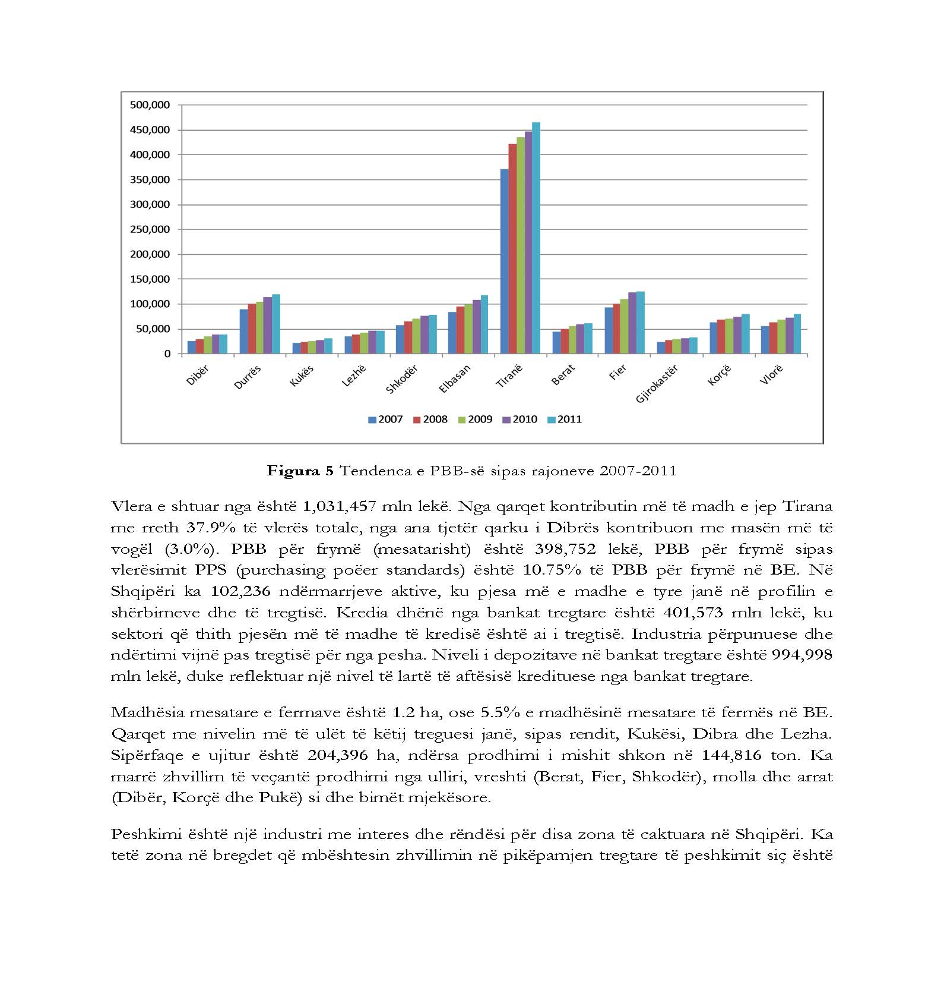 500,000
450,000
400,000
350,000
300,000
250,000
200,000
150,000
100,000
50,000
0
Dibër Durrës Kukës Lezhë Shkodër Elbasan Tiranë Berat Fier Gjirokastër Korçë Vlorë
2007 2008 2009 2010 2011
Figura 5 Tendenca e PBB-së sipas rajoneve 2007-2011
Vlera e shtuar nga është 1,031,457 mln lekë. Nga qarqet kontributin më të madh e jep Tirana
me rreth 37.9% të vlerës totale, nga ana tjetër qarku i Dibrës kontribuon me masën më të
vogël (3.0%). PBB për frymë (mesatarisht) është 398,752 lekë, PBB për frymë sipas
vlerësimit PPS (purchasing poëer standards) është 10.75% të PBB për frymë në BE. Në
Shqipëri ka 102,236 ndërmarrjeve aktive, ku pjesa më e madhe e tyre janë në profilin e
shërbimeve dhe të tregtisë. Kredia dhënë nga bankat tregtare është 401,573 mln lekë, ku
sektori që thith pjesën më të madhe të kredisë është ai i tregtisë. Industria përpunuese dhe
ndërtimi vijnë pas tregtisë për nga pesha. Niveli i depozitave në bankat tregtare është 994,998
mln lekë, duke reflektuar një nivel të lartë të aftësisë kredituese nga bankat tregtare.
Madhësia mesatare e fermave është 1.2 ha, ose 5.5% e madhësinë mesatare të fermës në BE.
Qarqet me nivelin më të ulët të këtij treguesi janë, sipas rendit, Kukësi, Dibra dhe Lezha.
Sipërfaqe e ujitur është 204,396 ha, ndërsa prodhimi i mishit shkon në 144,816 ton. Ka
marrë zhvillim të veçantë prodhimi nga ulliri, vreshti (Berat, Fier, Shkodër), molla dhe arrat
(Dibër, Korçë dhe Pukë) si dhe bimët mjekësore.
Peshkimi është një industri me interes dhe rëndësi për disa zona të caktuara në Shqipëri. Ka
tetë zona në bregdet që mbështesin zhvillimin në pikëpamjen tregtare të peshkimit siç është